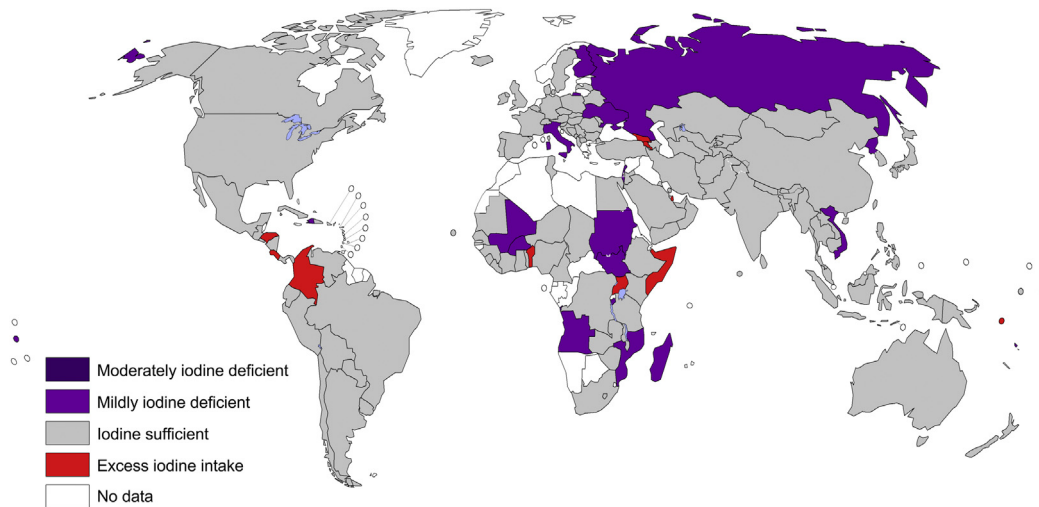 Moderately iodine deficient
Mildly iodine deficient
Iodine sufficient
Excess iodine intake
No data